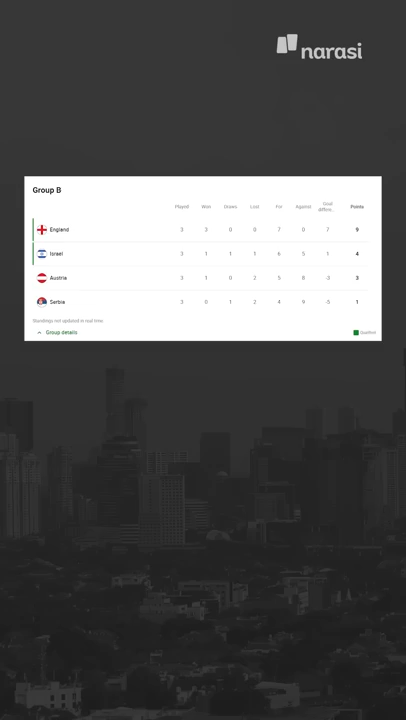 narasi
Group B
Played Won Drawn Lost For Against Goal differe.. Points
England 3 3 0 0 7 0 7 9
Israel 3 1 1 1 6 5 1 4
Austria 3 1 0 2 5 8 -3 3
Serbia 3 0 1 2 4 9 -5 1
Standings not updated in real time
Group details
Qualified